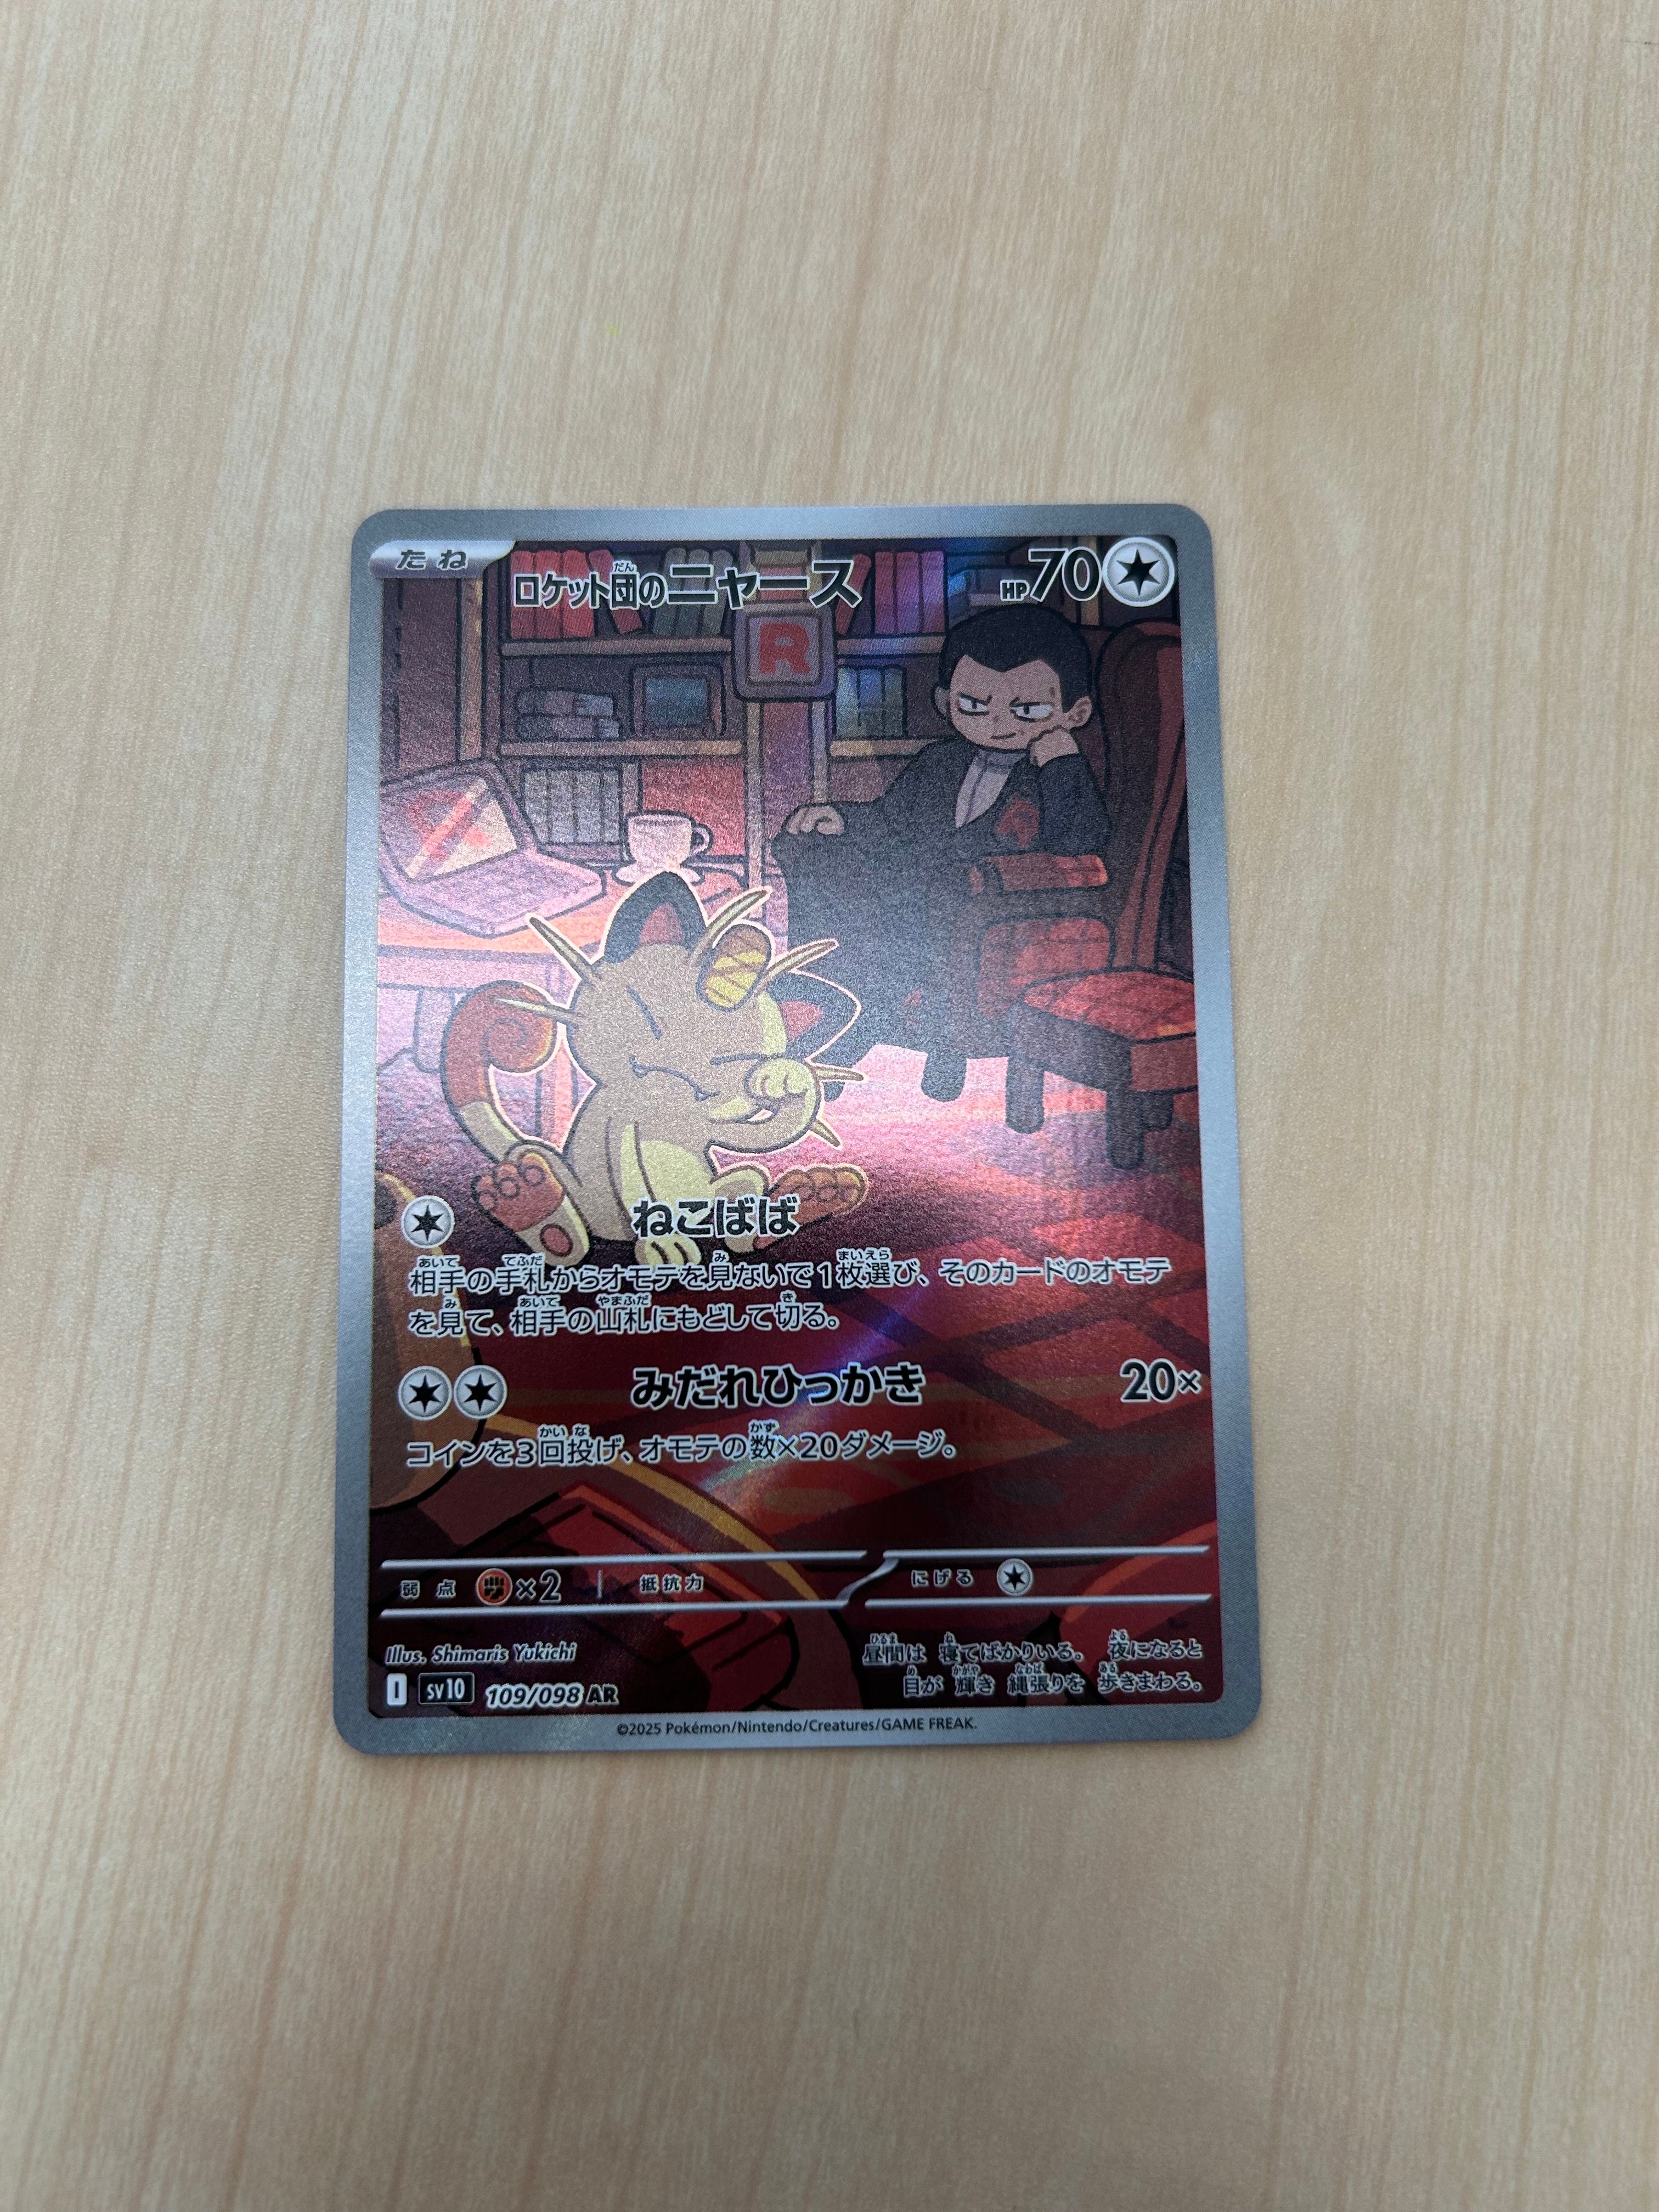 たね ロケット団のニャース HP70
R
ねこばば
相手の手札からオモテを見ないで1枚選び、そのカードのオモテ
を見て、相手の山札にもどして切る。
みだれひっかき 20×
コインを3回投げ、オモテの数×20ダメージ。
弱点 ×2 抵抗力 にげる
Illus. Shimaris Yukichi
昼間は 寝てばかりいる。 夜になると
目が 輝き 縄張りを 歩きまわる。
I SV10 109/098 AR
©2025 Pokémon/Nintendo/Creatures/GAME FREAK.